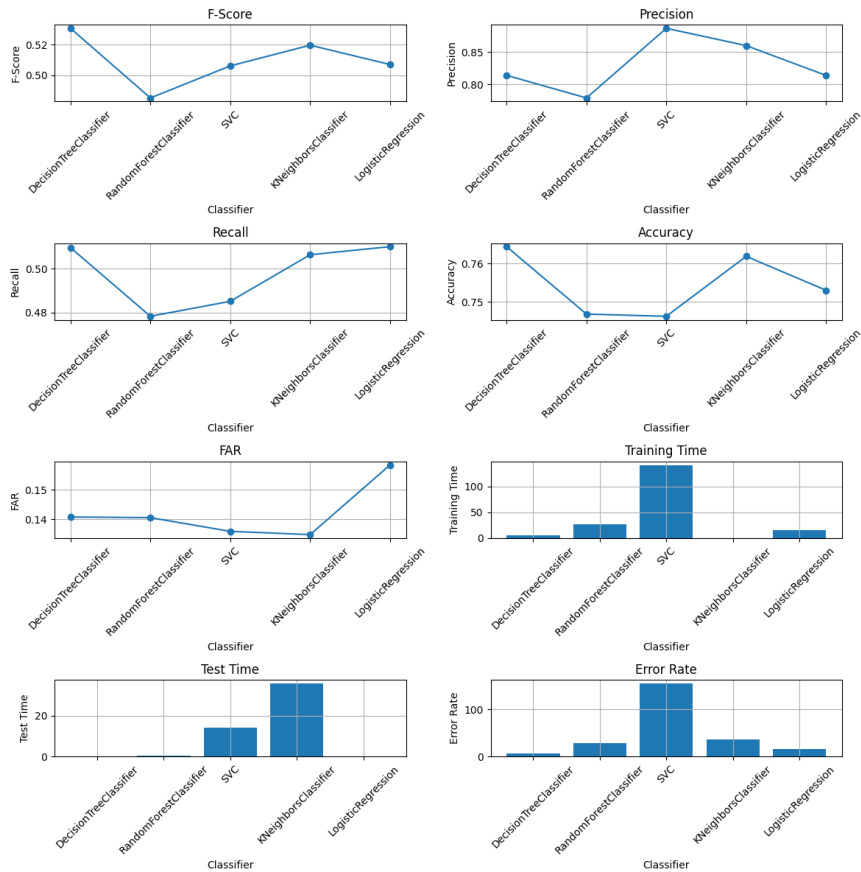 F-Score
F-Score
0.52
0.50
DecisionTreeClassifier
RandomForestClassifier
SVC
KNeighborsClassifier
LogisticRegression
Classifier
Precision
Precision
0.85
0.80
DecisionTreeClassifier
RandomForestClassifier
SVC
KNeighborsClassifier
LogisticRegression
Classifier
Recall
Recall
0.50
0.48
DecisionTreeClassifier
RandomForestClassifier
SVC
KNeighborsClassifier
LogisticRegression
Classifier
Accuracy
Accuracy
0.76
0.75
DecisionTreeClassifier
RandomForestClassifier
SVC
KNeighborsClassifier
LogisticRegression
Classifier
FAR
FAR
0.15
0.14
DecisionTreeClassifier
RandomForestClassifier
SVC
KNeighborsClassifier
LogisticRegression
Classifier
Training Time
Training Time
100
50
0
DecisionTreeClassifier
RandomForestClassifier
SVC
KNeighborsClassifier
LogisticRegression
Classifier
Test Time
Test Time
20
0
DecisionTreeClassifier
RandomForestClassifier
SVC
KNeighborsClassifier
LogisticRegression
Classifier
Error Rate
Error Rate
100
0
DecisionTreeClassifier
RandomForestClassifier
SVC
KNeighborsClassifier
LogisticRegression
Classifier